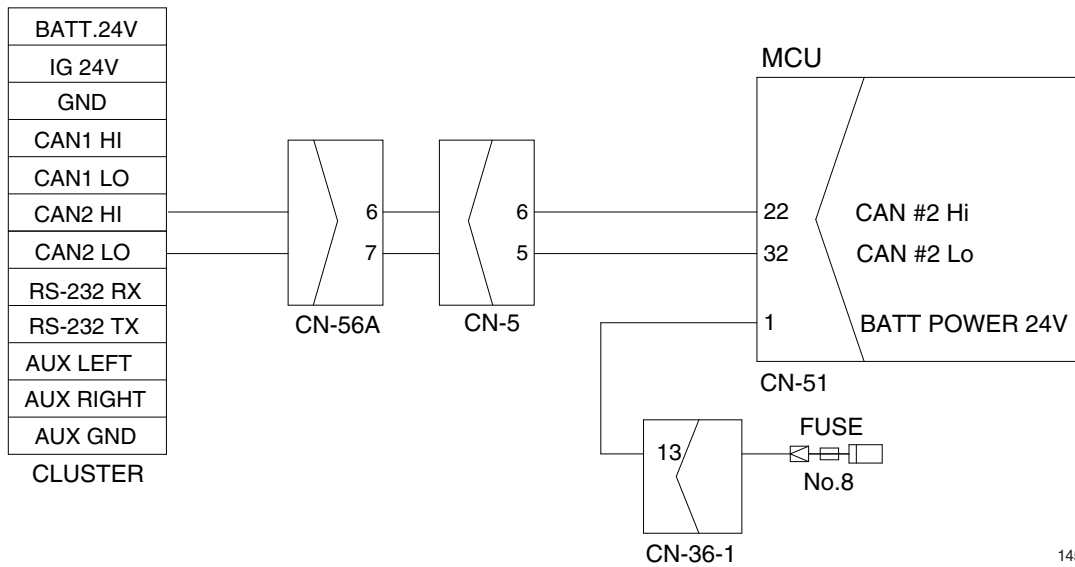 BATT.24V
IG 24V
GND
CAN1 HI
CAN1 LO
CAN2 HI
CAN2 LO
RS-232 RX
RS-232 TX
AUX LEFT
AUX RIGHT
AUX GND
CLUSTER
6
7
CN-56A
6
5
CN-5
MCU
22 CAN #2 Hi
32 CAN #2 Lo
1 BATT POWER 24V
CN-51
13
CN-36-1
FUSE
No.8
145